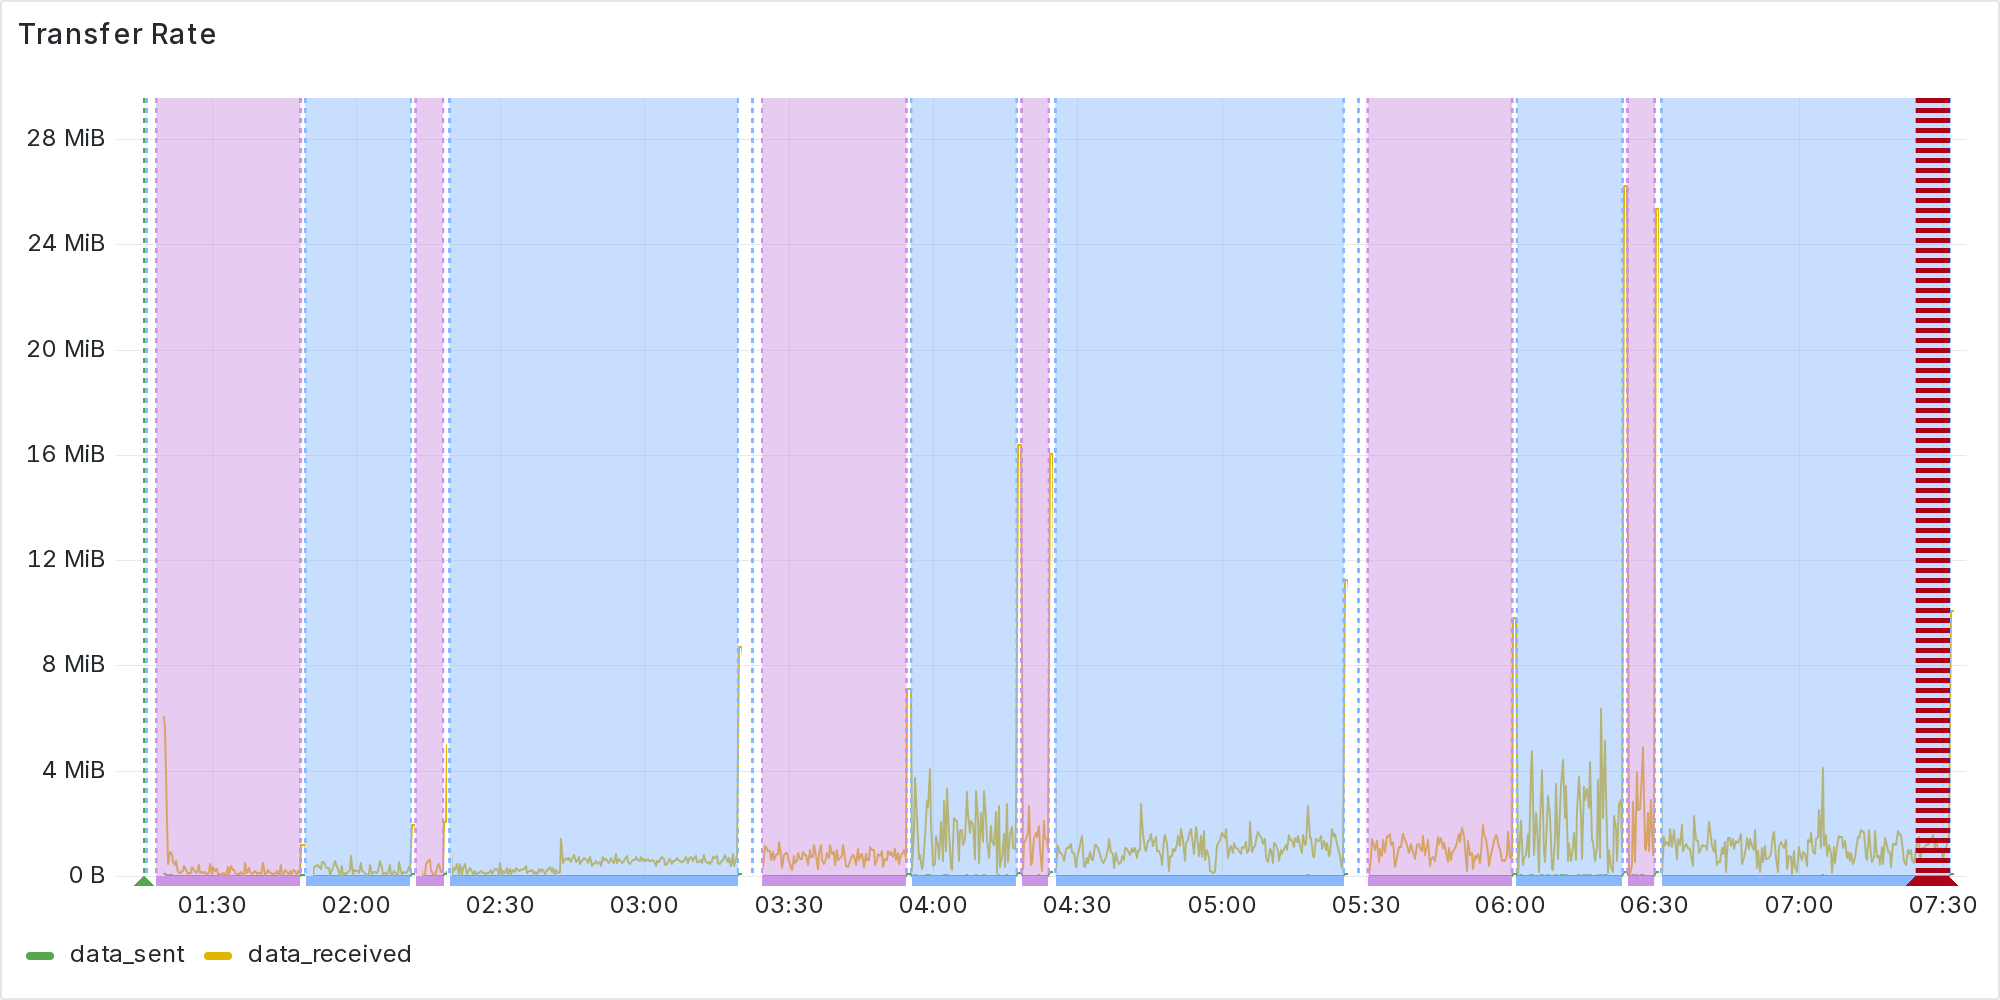 Transfer Rate
28 MiB
24 MiB
20 MiB
16 MiB
12 MiB
8 MiB
4 MiB
0 B
01:30 02:00 02:30 03:00 03:30 04:00 04:30 05:00 05:30 06:00 06:30 07:00 07:30
data_sent data_received